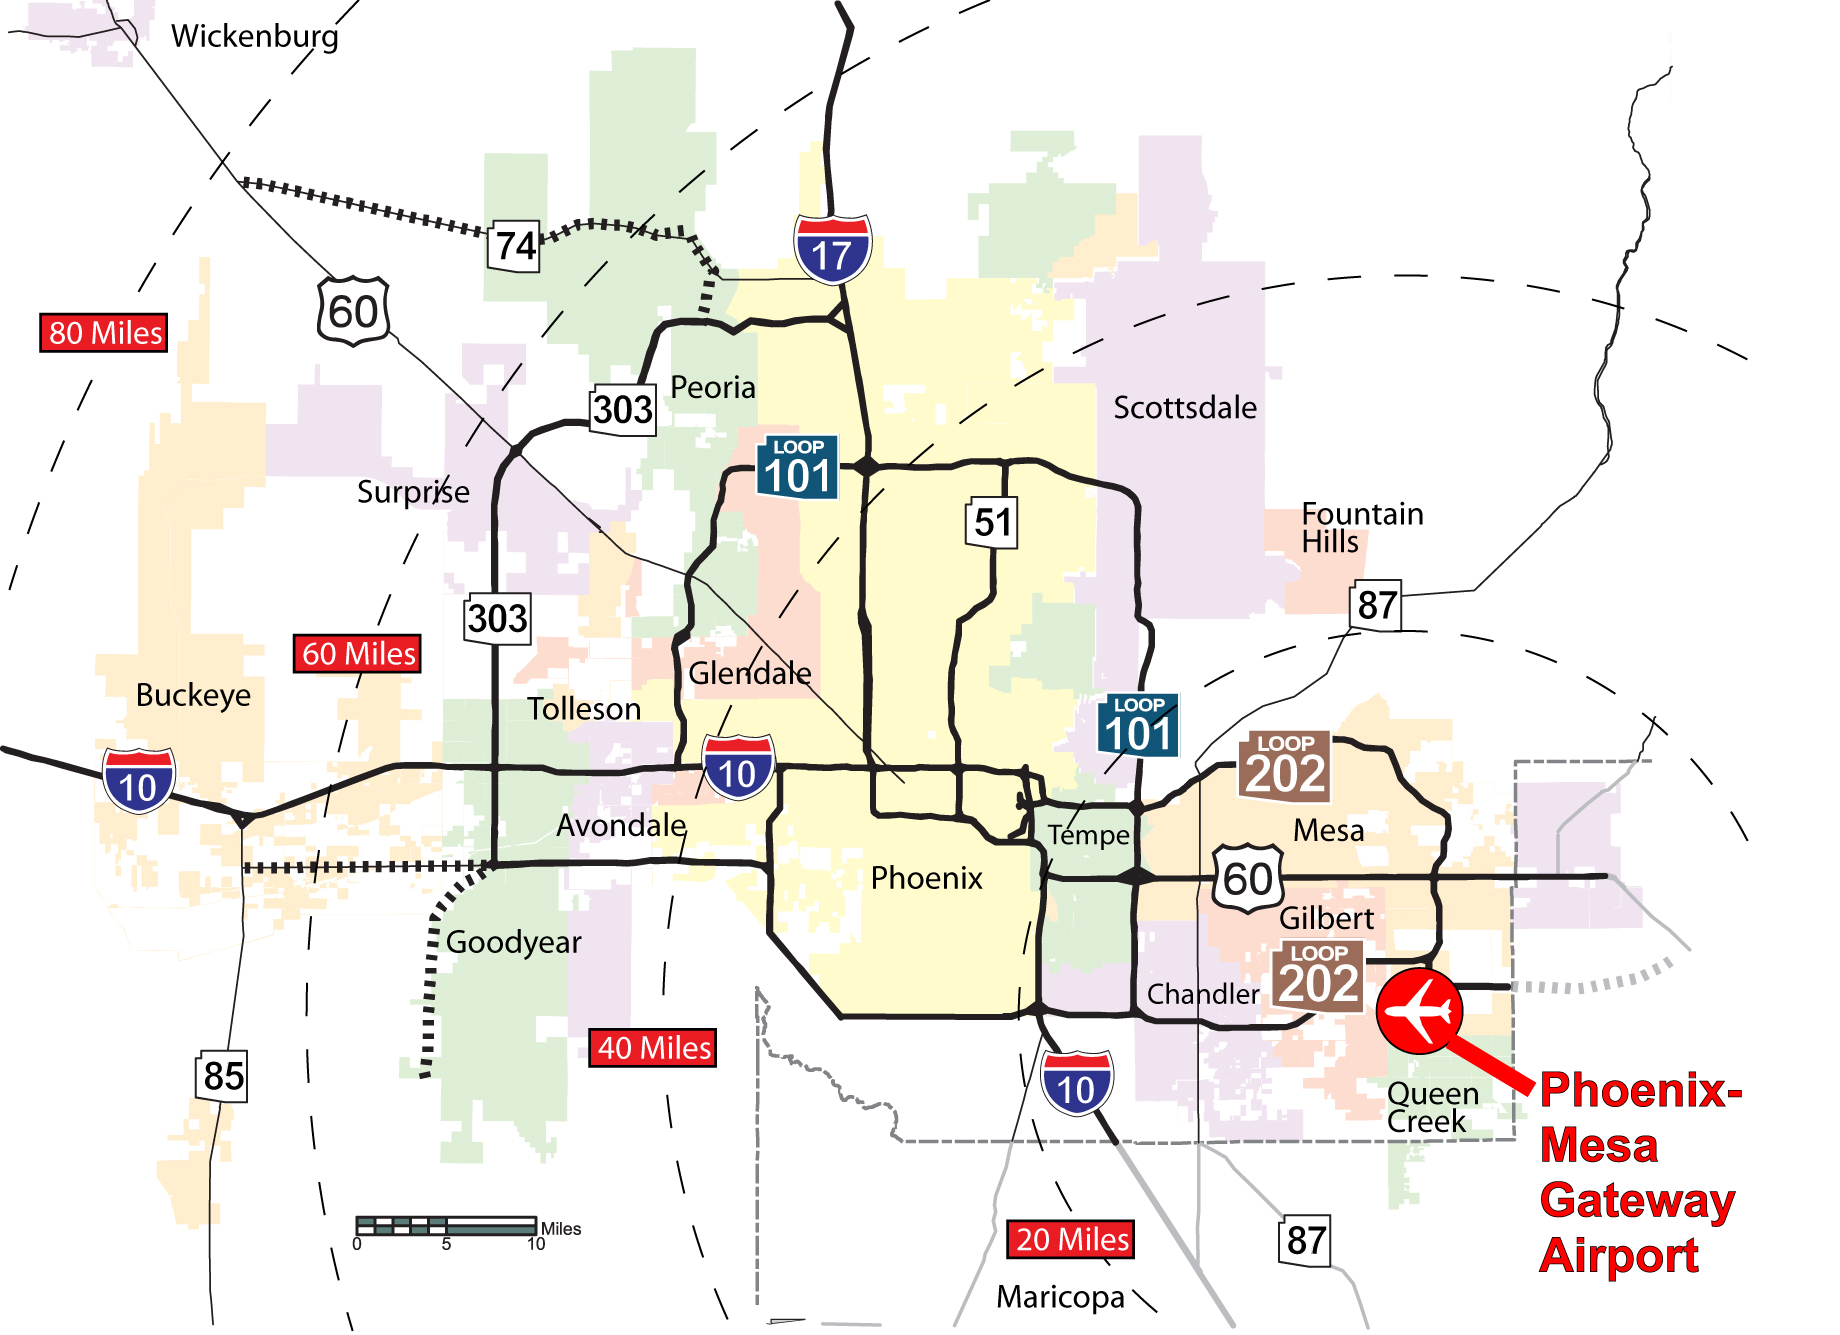 Wickenburg
74
17
60
80 Miles
303
Peoria
Scottsdale
LOOP
101
Surprise
51
Fountain
Hills
87
303
60 Miles
Glendale
Buckeye
Tolleson
LOOP
101
10
10
LOOP
202
Avondale
Tempe
Mesa
Phoenix
60
Gilbert
Goodyear
LOOP
202
Chandler
40 Miles
85
10
Queen
Creek
Phoenix-
Mesa
Gateway
Airport
Miles
0 5 10
20 Miles
87
Maricopa